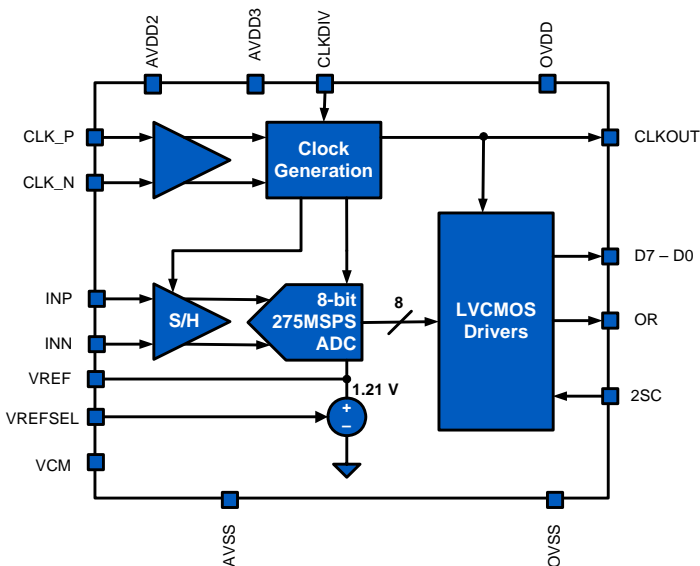 AVDD2
AVDD3
CLKDIV
OVDD
CLK_P
CLK_N
Clock
Generation
CLKOUT
INP
INN
S/H
8-bit
275MSPS
ADC
8
LVCMOS
Drivers
D7 – D0
OR
2SC
VREF
VREFSEL
VCM
1.21 V
+
–
AVSS
OVSS